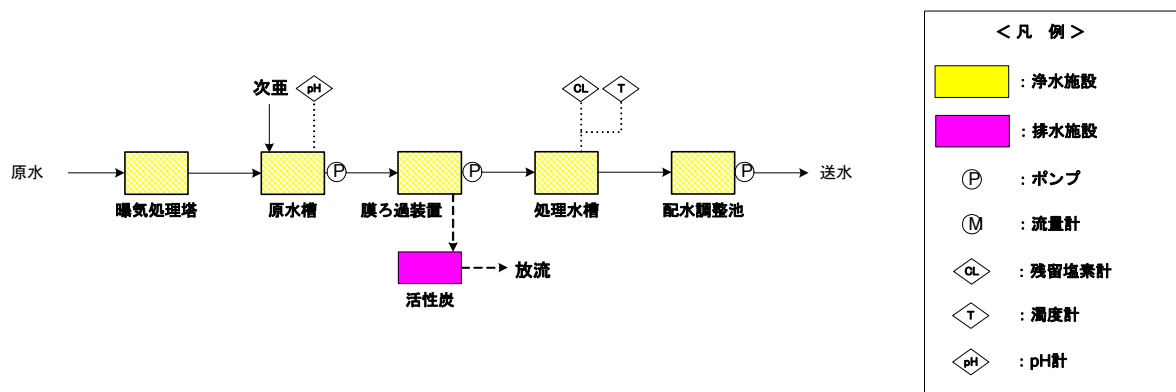 次亜
pH
CL
T
原水
P
P
P
送水
曝気処理塔
原水槽
膜ろ過装置
処理水槽
配水調整池
放流
活性炭
＜凡 例＞
：浄水施設
：排水施設
P ：ポンプ
M ：流量計
CL ：残留塩素計
T ：濁度計
pH ：pH計